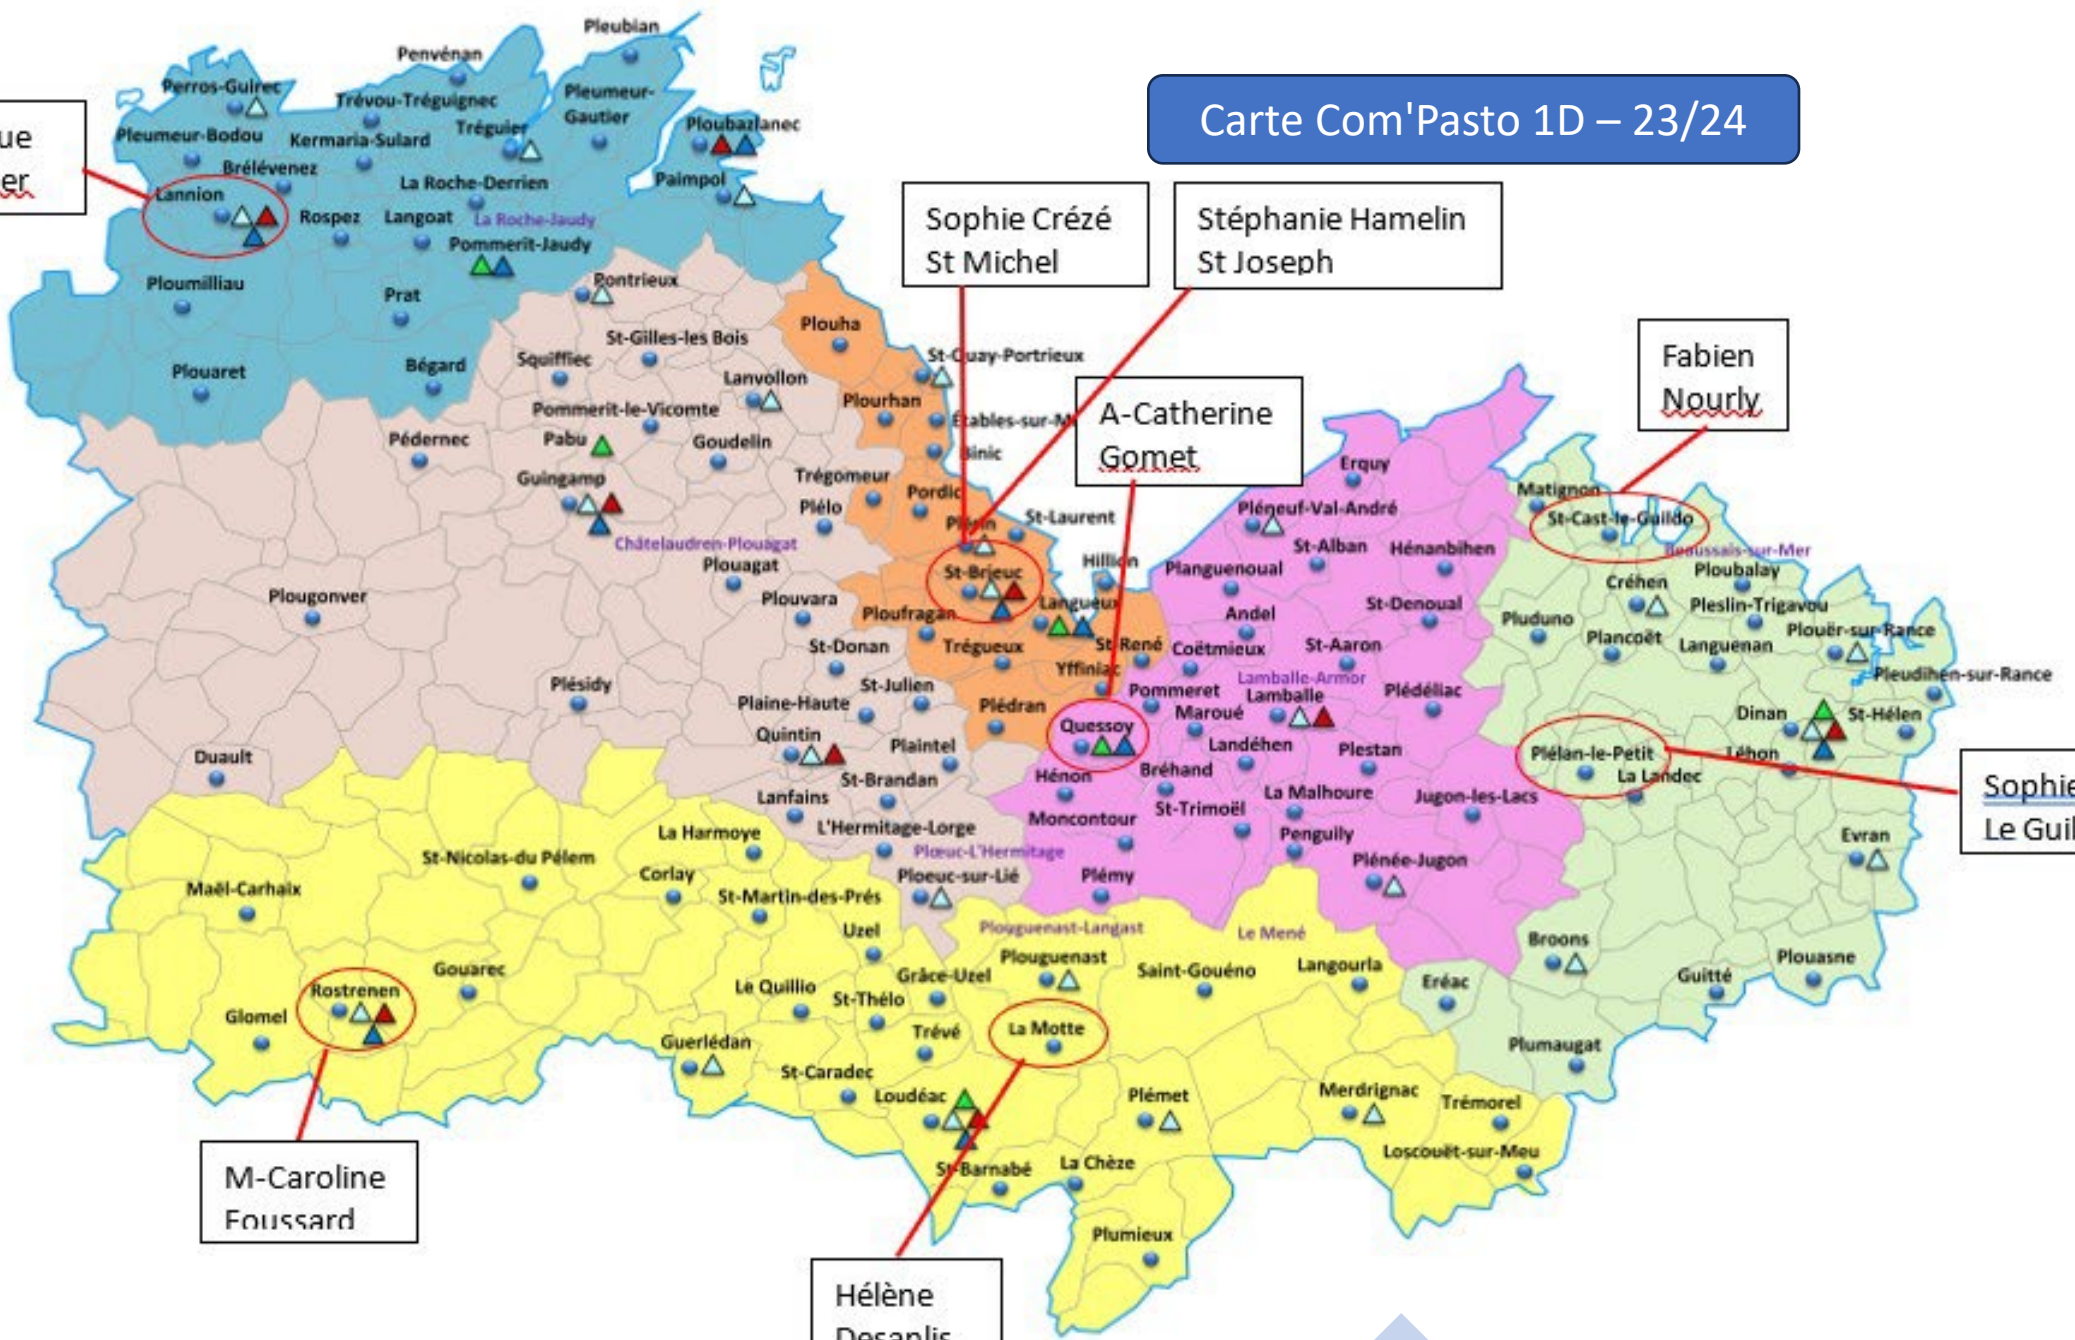 Carte Com'Pasto 1D – 23/24
Sophie Crézé
St Michel
Stéphanie Hamelin
St Joseph
Fabien
Nourly
A-Catherine
Gomet
M-Caroline
Foussard
Hélène
Sophie
Pleubian
Penvénan
Perros-Guirec
Trévou-Tréguignec
Pleumeur-
Gautier
Pleumeur-Bodou
Kermaria-Sulard
Tréguier
Ploubazlanec
Brélévenez
La Roche-Derrien
Paimpol
Lannion
Rospez
Langoat
La Roche-Jaudy
Pommerit-Jaudy
Ploumilliau
Prat
Pontrieux
Plouaret
Bégard
Squiffiec
St-Gilles-les Bois
Plouha
St-Quay-Portrieux
Lanvollon
Pommerit-le-Vicomte
Plourhan
Pédernec
Pabu
Goudelin
Binic
Guingamp
Trégomeur
Pordic
Plélo
Plérin
St-Laurent
Châtelaudren-Plouagat
Plouagat
St-Brieuc
Hillion
Plougonver
Plouvara
Ploufragan
Langueux
St-Donan
Trégueux
St-René
Yffiniac
Plésidy
St-Julien
Plaine-Haute
Plédran
Quintin
Plaintel
Quessoy
Duault
St-Brandan
Lanfains
L'Hermitage-Lorge
Plœuc-L'Hermitage
Ploeuc-sur-Lié
Erquy
Pléneuf-Val-André
St-Alban
Hénanbihen
Planguenoual
Andel
St-Denoual
Coëtmieux
St-Aaron
Lamballe-Armor
Lamballe
Pommeret
Maroué
Plédéliac
Landéhen
Plestan
Hénon
Bréhand
St-Trimoël
La Malhoure
Jugon-les-Lacs
Moncontour
Penguily
Plénée-Jugon
Plémy
Matignon
St-Cast-le-Guildo
Beaussais-sur-Mer
Ploubalay
Créhen
Pleslin-Trigavou
Pluduno
Plancoët
Languenan
Plouër-sur-Rance
Pleudihen-sur-Rance
Dinan
St-Hélen
Plélan-le-Petit
Léhon
La Landec
Evran
Broons
Guitté
Plouasne
Eréac
Plumaugat
La Harmoye
St-Nicolas-du Pélem
Corlay
Maël-Carhaix
St-Martin-des-Prés
Uzel
Plouguenast-Langast
Le Mené
Plouguenast
Saint-Gouéno
Langourla
Gouarec
Grâce-Uzel
Le Quillio
St-Thélo
Rostrenen
Glomel
Trévé
La Motte
Guerlédan
St-Caradec
Loudéac
Plémet
Merdrignac
Trémorel
Loscouët-sur-Meu
St-Barnabé
La Chèze
Plumieux